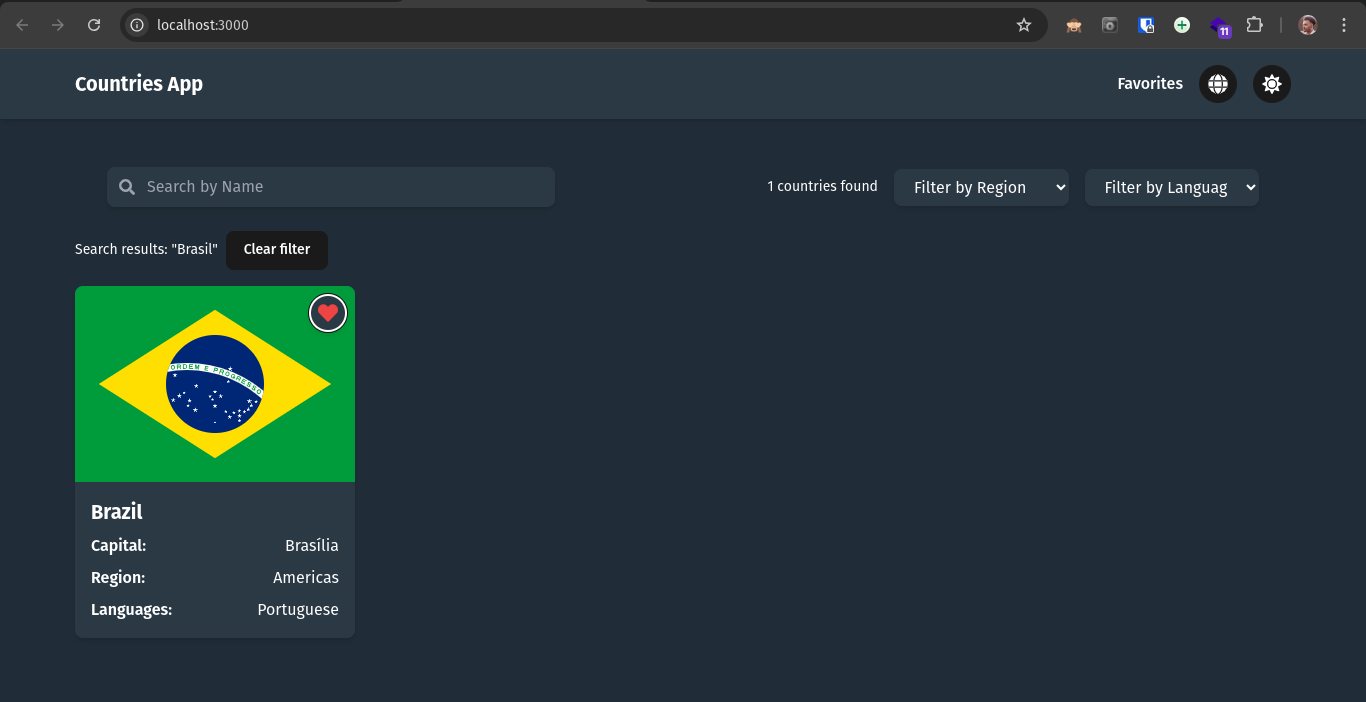 localhost:3000
11
Countries App
Favorites
Search by Name
1 countries found
Filter by Region
Filter by Languag
Search results: "Brasil"
Clear filter
ORDEM E PROGRESSO
Brazil
Capital: Brasília
Region: Americas
Languages: Portuguese